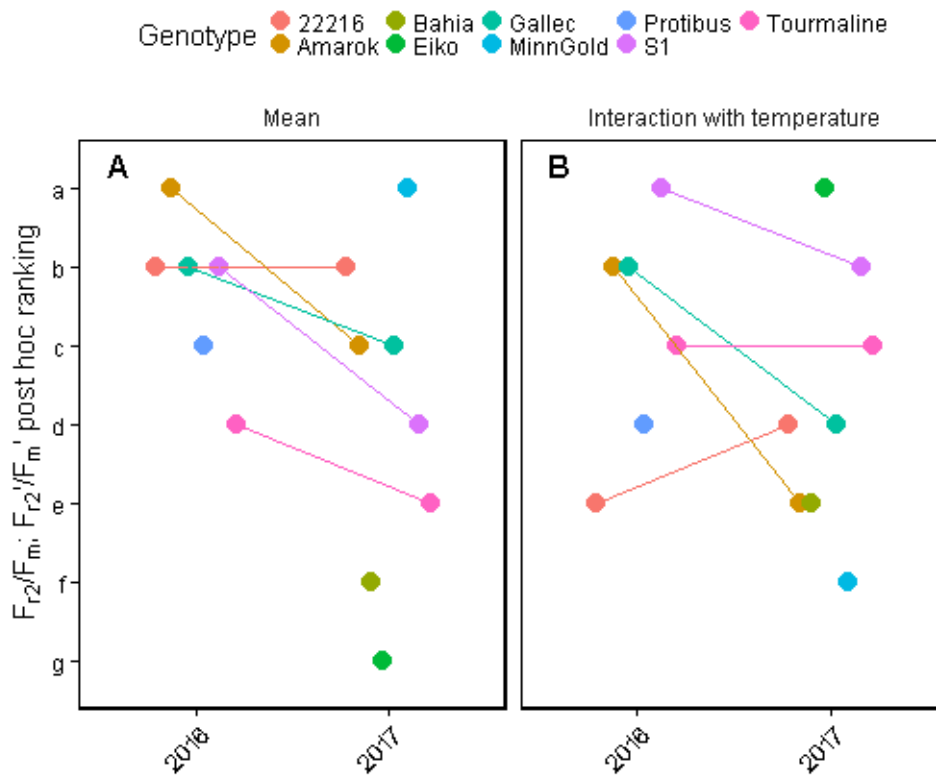 Genotype
22216 Bahia Gallec Protibus Tourmaline
Amarok Eiko MinnGold S1
Mean
Interaction with temperature
A
B
Fr2/Fm; Fr2'/Fm' post hoc ranking
a
b
c
d
e
f
g
2016
2017
2016
2017